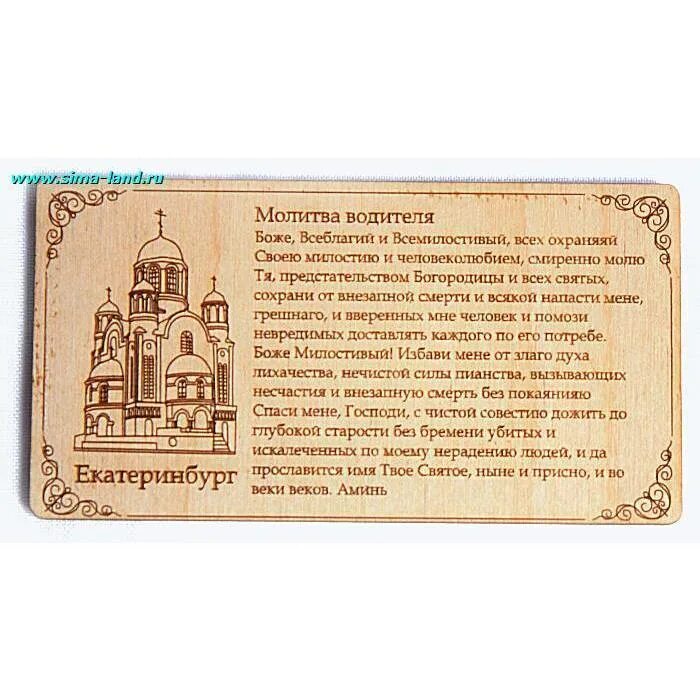 www.sima-land.ru
Молитва водителя
Боже, Всеблагий и Всемилостивый, всех охраняяй
Своею милостию и человеколюбием, смиренно молю
Тя, предстательством Богородицы и всех святых,
сохрани от внезапной смерти и всякой напасти мене,
грешнаго, и вверенных мне человек и помози
невредимых доставлять каждого по его потребе.
Боже Милостивый! Избави мене от злаго духа
лихачества, нечистой силы пианства, вызывающих
несчастия и внезапную смерть без покаянияю
Спаси мене, Господи, с чистой совестию дожить до
глубокой старости без бремени убитых и
искалеченных по моему нерадению людей, и да
прославится имя Твое Святое, ныне и присно, и во
веки веков. Аминь
Екатеринбург